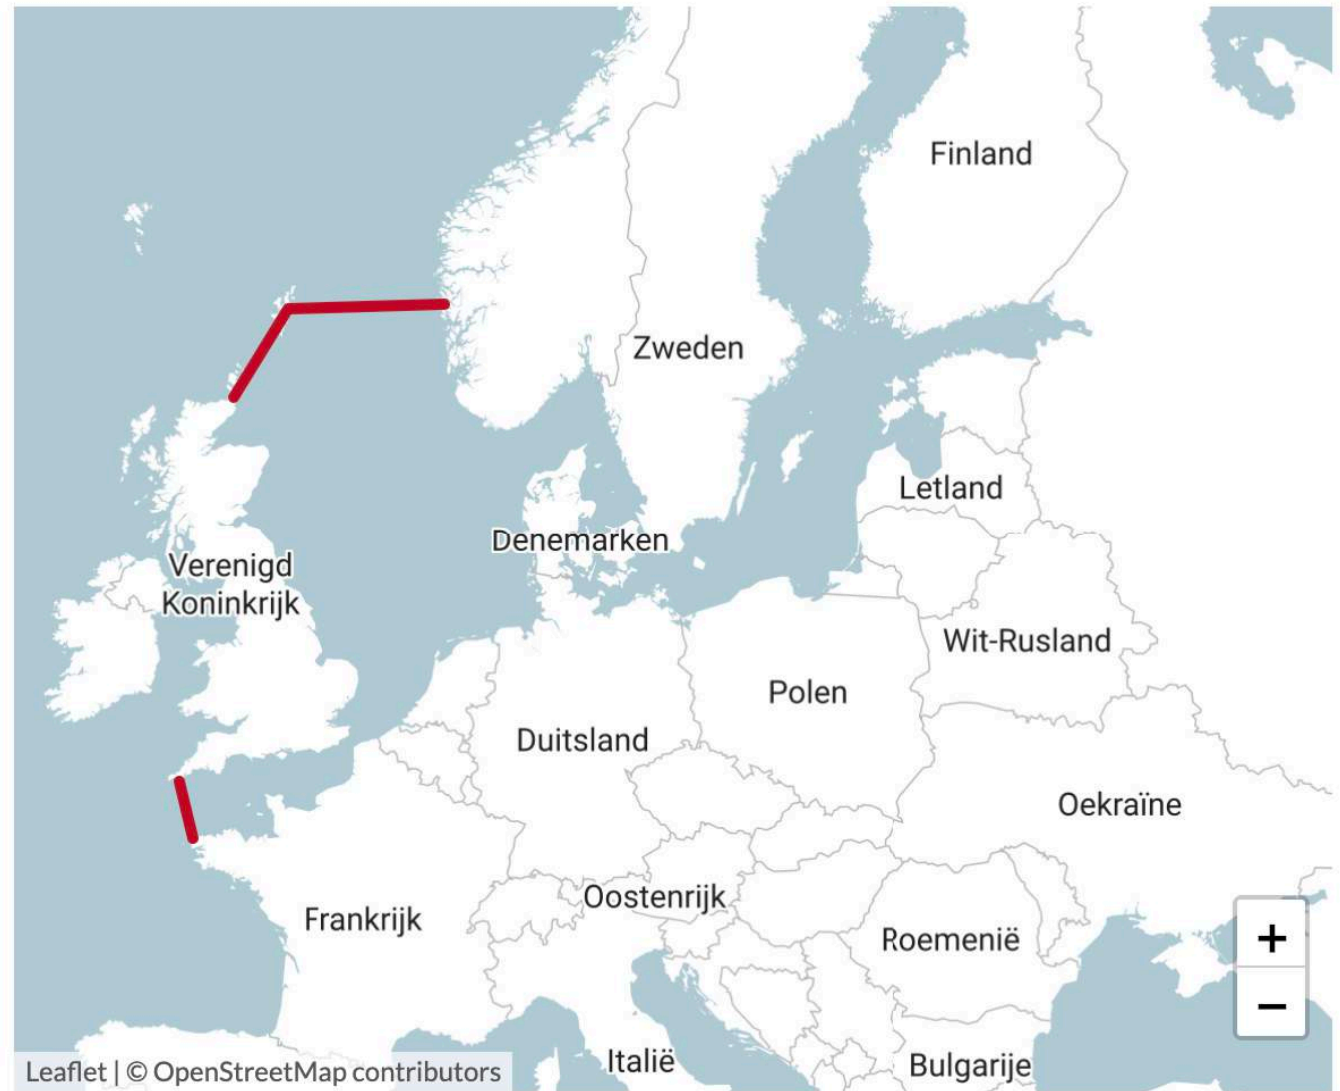 Finland
Zweden
Letland
Denemarken
Verenigd
Koninkrijk
Wit-Rusland
Polen
Duitsland
Oekraïne
Oostenrijk
Frankrijk
Roemenië
+
−
Italië
Bulgarije
Leaflet | © OpenStreetMap contributors